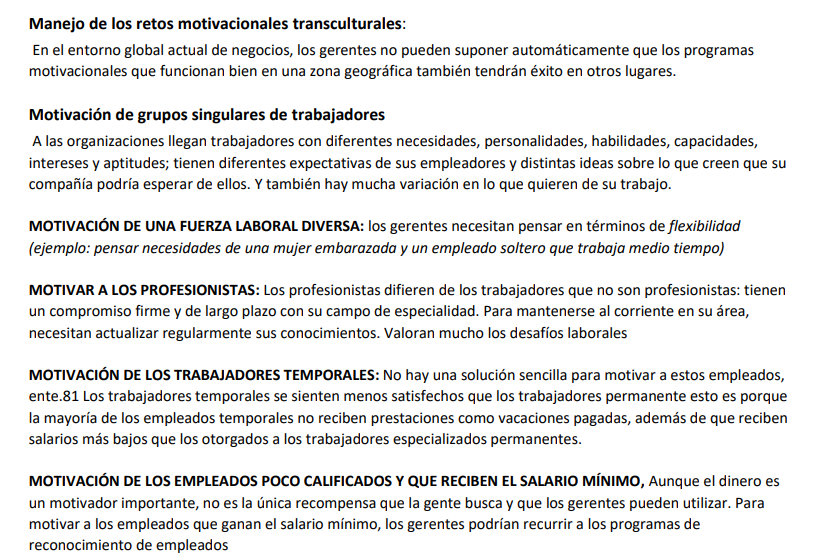 Manejo de los retos motivacionales transculturales:
En el entorno global actual de negocios, los gerentes no pueden suponer automáticamente que los programas
motivacionales que funcionan bien en una zona geográfica también tendrán éxito en otros lugares.
Motivación de grupos singulares de trabajadores
A las organizaciones llegan trabajadores con diferentes necesidades, personalidades, habilidades, capacidades,
intereses y aptitudes; tienen diferentes expectativas de sus empleadores y distintas ideas sobre lo que creen que su
compañía podría esperar de ellos. Y también hay mucha variación en lo que quieren de su trabajo.
MOTIVACIÓN DE UNA FUERZA LABORAL DIVERSA: los gerentes necesitan pensar en términos de flexibilidad
(ejemplo: pensar necesidades de una mujer embarazada y un empleado soltero que trabaja medio tiempo)
MOTIVAR A LOS PROFESIONISTAS: Los profesionistas difieren de los trabajadores que no son profesionistas: tienen
un compromiso firme y de largo plazo con su campo de especialidad. Para mantenerse al corriente en su área,
necesitan actualizar regularmente sus conocimientos. Valoran mucho los desafíos laborales
MOTIVACIÓN DE LOS TRABAJADORES TEMPORALES: No hay una solución sencilla para motivar a estos empleados,
ente.81 Los trabajadores temporales se sienten menos satisfechos que los trabajadores permanente esto es porque
la mayoría de los empleados temporales no reciben prestaciones como vacaciones pagadas, además de que reciben
salarios más bajos que los otorgados a los trabajadores especializados permanentes.
MOTIVACIÓN DE LOS EMPLEADOS POCO CALIFICADOS Y QUE RECIBEN EL SALARIO MÍNIMO, Aunque el dinero es
un motivador importante, no es la única recompensa que la gente busca y que los gerentes pueden utilizar. Para
motivar a los empleados que ganan el salario mínimo, los gerentes podrían recurrir a los programas de
reconocimiento de empleados